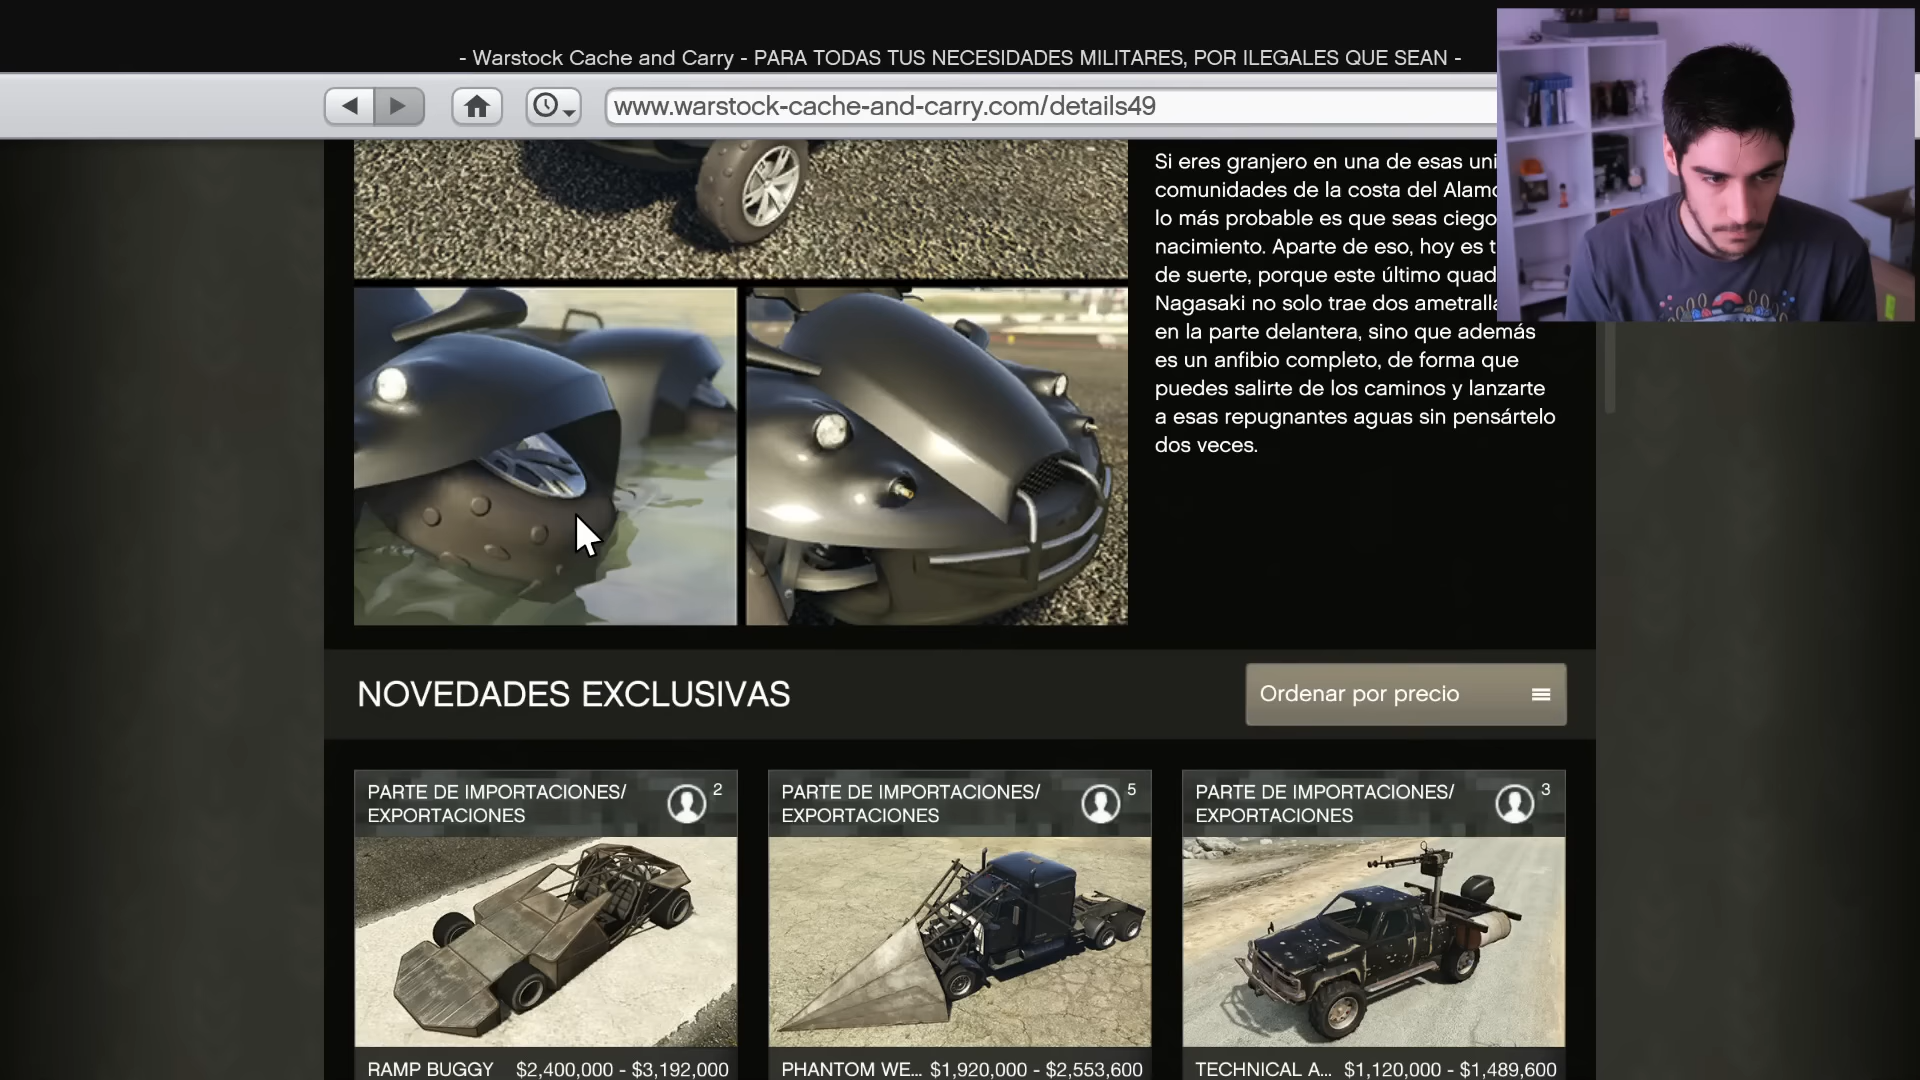 - Warstock Cache and Carry - PARA TODAS TUS NECESIDADES MILITARES, POR ILEGALES QUE SEAN -
www.warstock-cache-and-carry.com/details49
Si eres granjero en una de esas
comunidades de la costa del
lo más probable es que seas ciego
nacimiento. Aparte de eso, hoy es
de suerte, porque este último quad
Nagasaki no solo trae dos
en la parte delantera, sino que además
es un anfibio completo, de forma que
puedes salirte de los caminos y lanzarte
a esas repugnantes aguas sin pensártelo
dos veces.
NOVEDADES EXCLUSIVAS
Ordenar por precio
PARTE DE IMPORTACIONES/
EXPORTACIONES
2
RAMP BUGGY $2,400,000 - $3,192,000
PARTE DE IMPORTACIONES/
EXPORTACIONES
5
PHANTOM WE... $1,920,000 - $2,553,600
PARTE DE IMPORTACIONES/
EXPORTACIONES
3
TECHNICAL A... $1,120,000 - $1,489,600